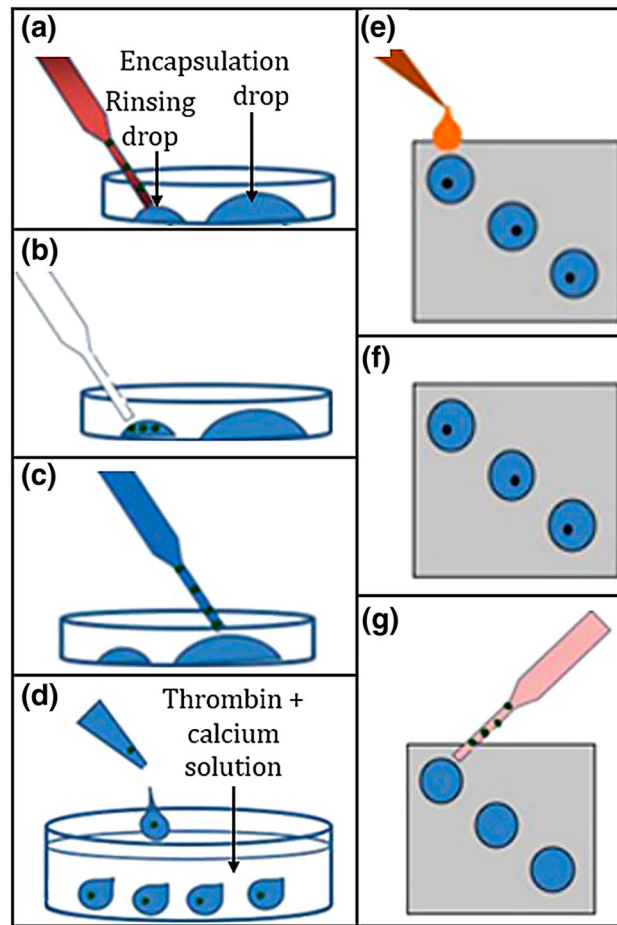 (a)
Encapsulation
drop
Rinsing
drop
(b)
(c)
(d)
Thrombin +
calcium
solution
(e)
(f)
(g)